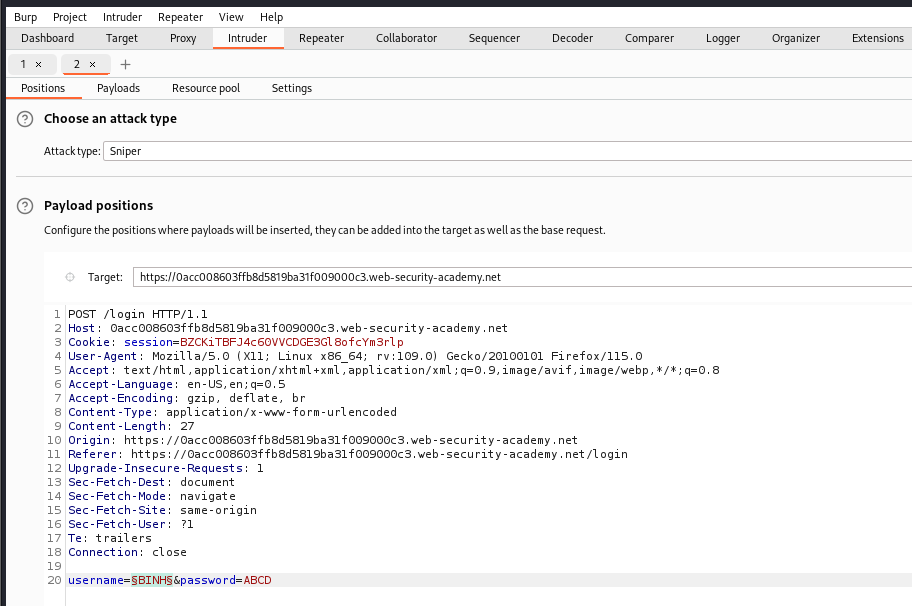 Burp Project Intruder Repeater View Help
Dashboard Target Proxy Intruder Repeater Collaborator Sequencer Decoder Comparer Logger Organizer Extensions
1 × 2 × +
Positions Payloads Resource pool Settings
? Choose an attack type
Attack type: Sniper
? Payload positions
Configure the positions where payloads will be inserted, they can be added into the target as well as the base request.
Target: https://0acc008603ffb8d5819ba31f009000c3.web-security-academy.net
1 POST /login HTTP/1.1
2 Host: 0acc008603ffb8d5819ba31f009000c3.web-security-academy.net
3 Cookie: session=BZCKiTBFJ4c60VVCDGE3Gl8ofcYm3rlp
4 User-Agent: Mozilla/5.0 (X11; Linux x86_64; rv:109.0) Gecko/20100101 Firefox/115.0
5 Accept: text/html,application/xhtml+xml,application/xml;q=0.9,image/avif,image/webp,*/*;q=0.8
6 Accept-Language: en-US,en;q=0.5
7 Accept-Encoding: gzip, deflate, br
8 Content-Type: application/x-www-form-urlencoded
9 Content-Length: 27
10 Origin: https://0acc008603ffb8d5819ba31f009000c3.web-security-academy.net
11 Referer: https://0acc008603ffb8d5819ba31f009000c3.web-security-academy.net/login
12 Upgrade-Insecure-Requests: 1
13 Sec-Fetch-Dest: document
14 Sec-Fetch-Mode: navigate
15 Sec-Fetch-Site: same-origin
16 Sec-Fetch-User: ?1
17 Te: trailers
18 Connection: close
19
20 username=§BINH§&password=ABCD